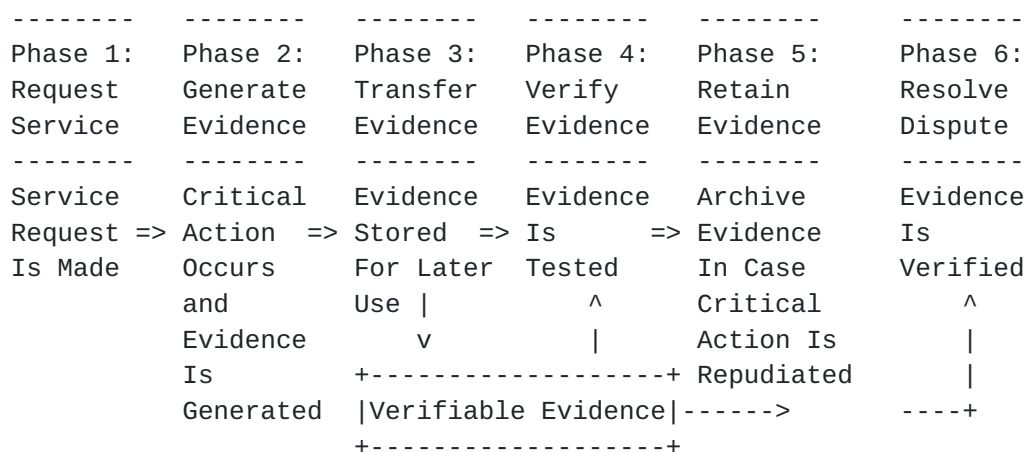 --------   --------   --------   --------   --------     --------
Phase 1:   Phase 2:   Phase 3:   Phase 4:   Phase 5:     Phase 6:
Request    Generate   Transfer   Verify     Retain       Resolve
Service    Evidence   Evidence   Evidence   Evidence     Dispute
--------   --------   --------   --------   --------     --------
Service    Critical   Evidence   Evidence   Archive      Evidence
Request => Action  => Stored  => Is      => Evidence     Is
Is Made    Occurs     For Later  Tested     In Case      Verified
           and        Use |          ^      Critical         ^
           Evidence       v          |      Action Is        |
           Is         +-------------------+ Repudiated       |
           Generated  |Verifiable Evidence|------>       ----+
                      +-------------------+